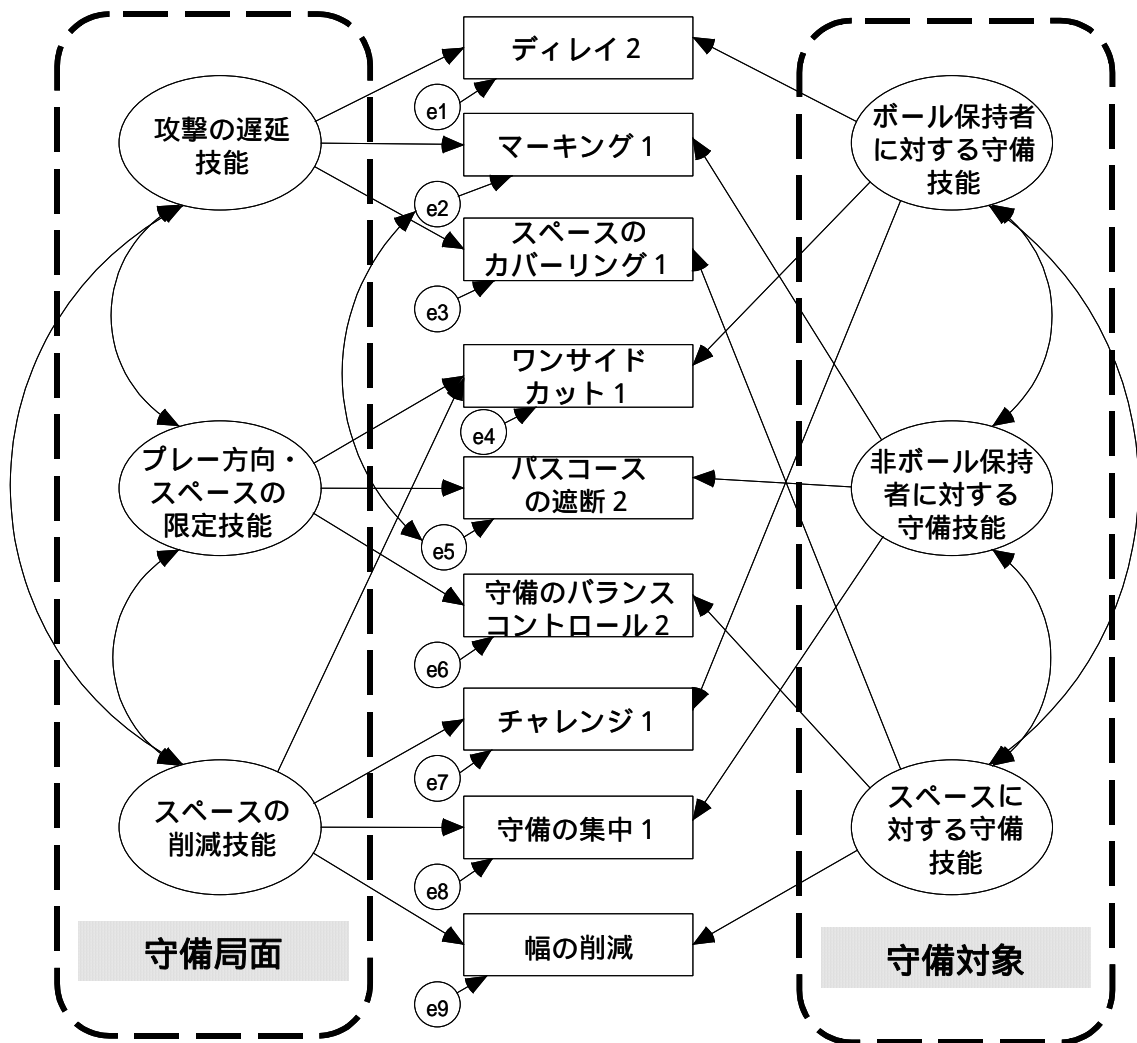 攻撃の遅延
技能
プレー方向・
スペースの
限定技能
スペースの
削減技能
守備局面
ディレイ２
e1
マーキング１
e2
スペースの
カバーリング１
e3
ワンサイド
カット１
e4
パスコース
の遮断２
e5
守備のバランス
コントロール２
e6
チャレンジ１
e7
守備の集中１
e8
幅の削減
e9
ボール保持者
に対する守備
技能
非ボール保持
者に対する
守備技能
スペースに
対する守備
技能
守備対象